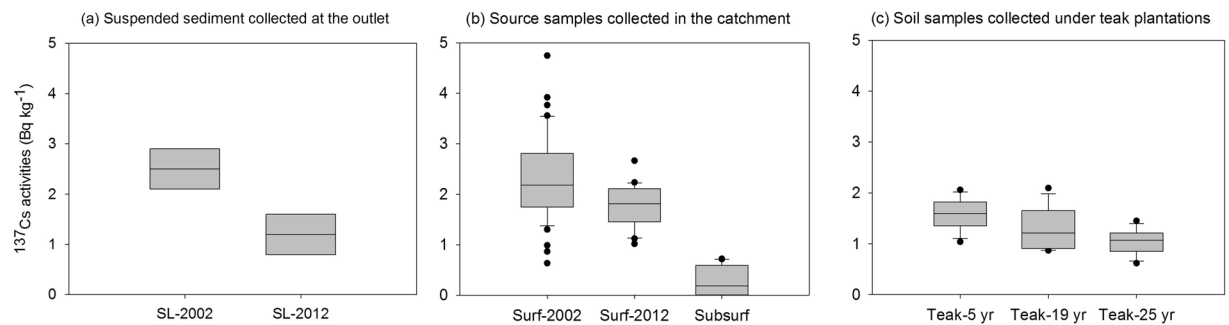 (a) Suspended sediment collected at the outlet
(b) Source samples collected in the catchment
(c) Soil samples collected under teak plantations
137Cs activities (Bq kg-1)
5
4
3
2
1
0
SL-2002
SL-2012
5
4
3
2
1
0
Surf-2002
Surf-2012
Subsurf
5
4
3
2
1
0
Teak-5 yr
Teak-19 yr
Teak-25 yr